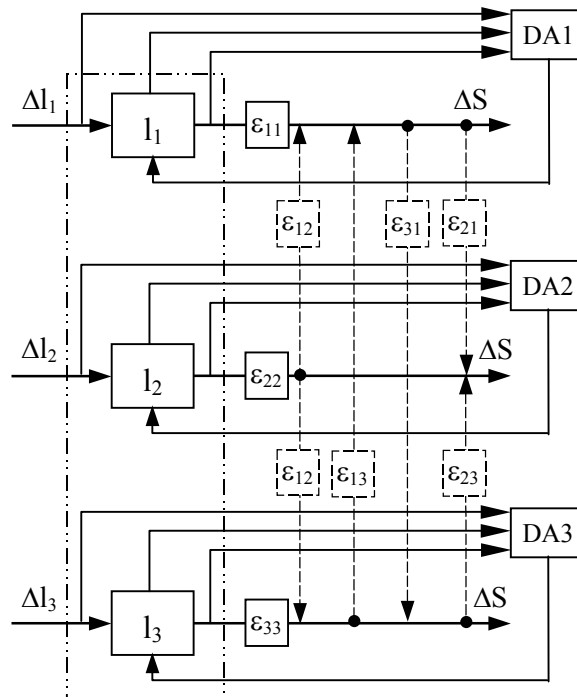 DA1
Δl₁
l₁
ε₁₁
ΔS
ε₁₂
ε₃₁
ε₂₁
DA2
Δl₂
l₂
ε₂₂
ΔS
ε₁₂
ε₁₃
ε₂₃
DA3
Δl₃
l₃
ε₃₃
ΔS